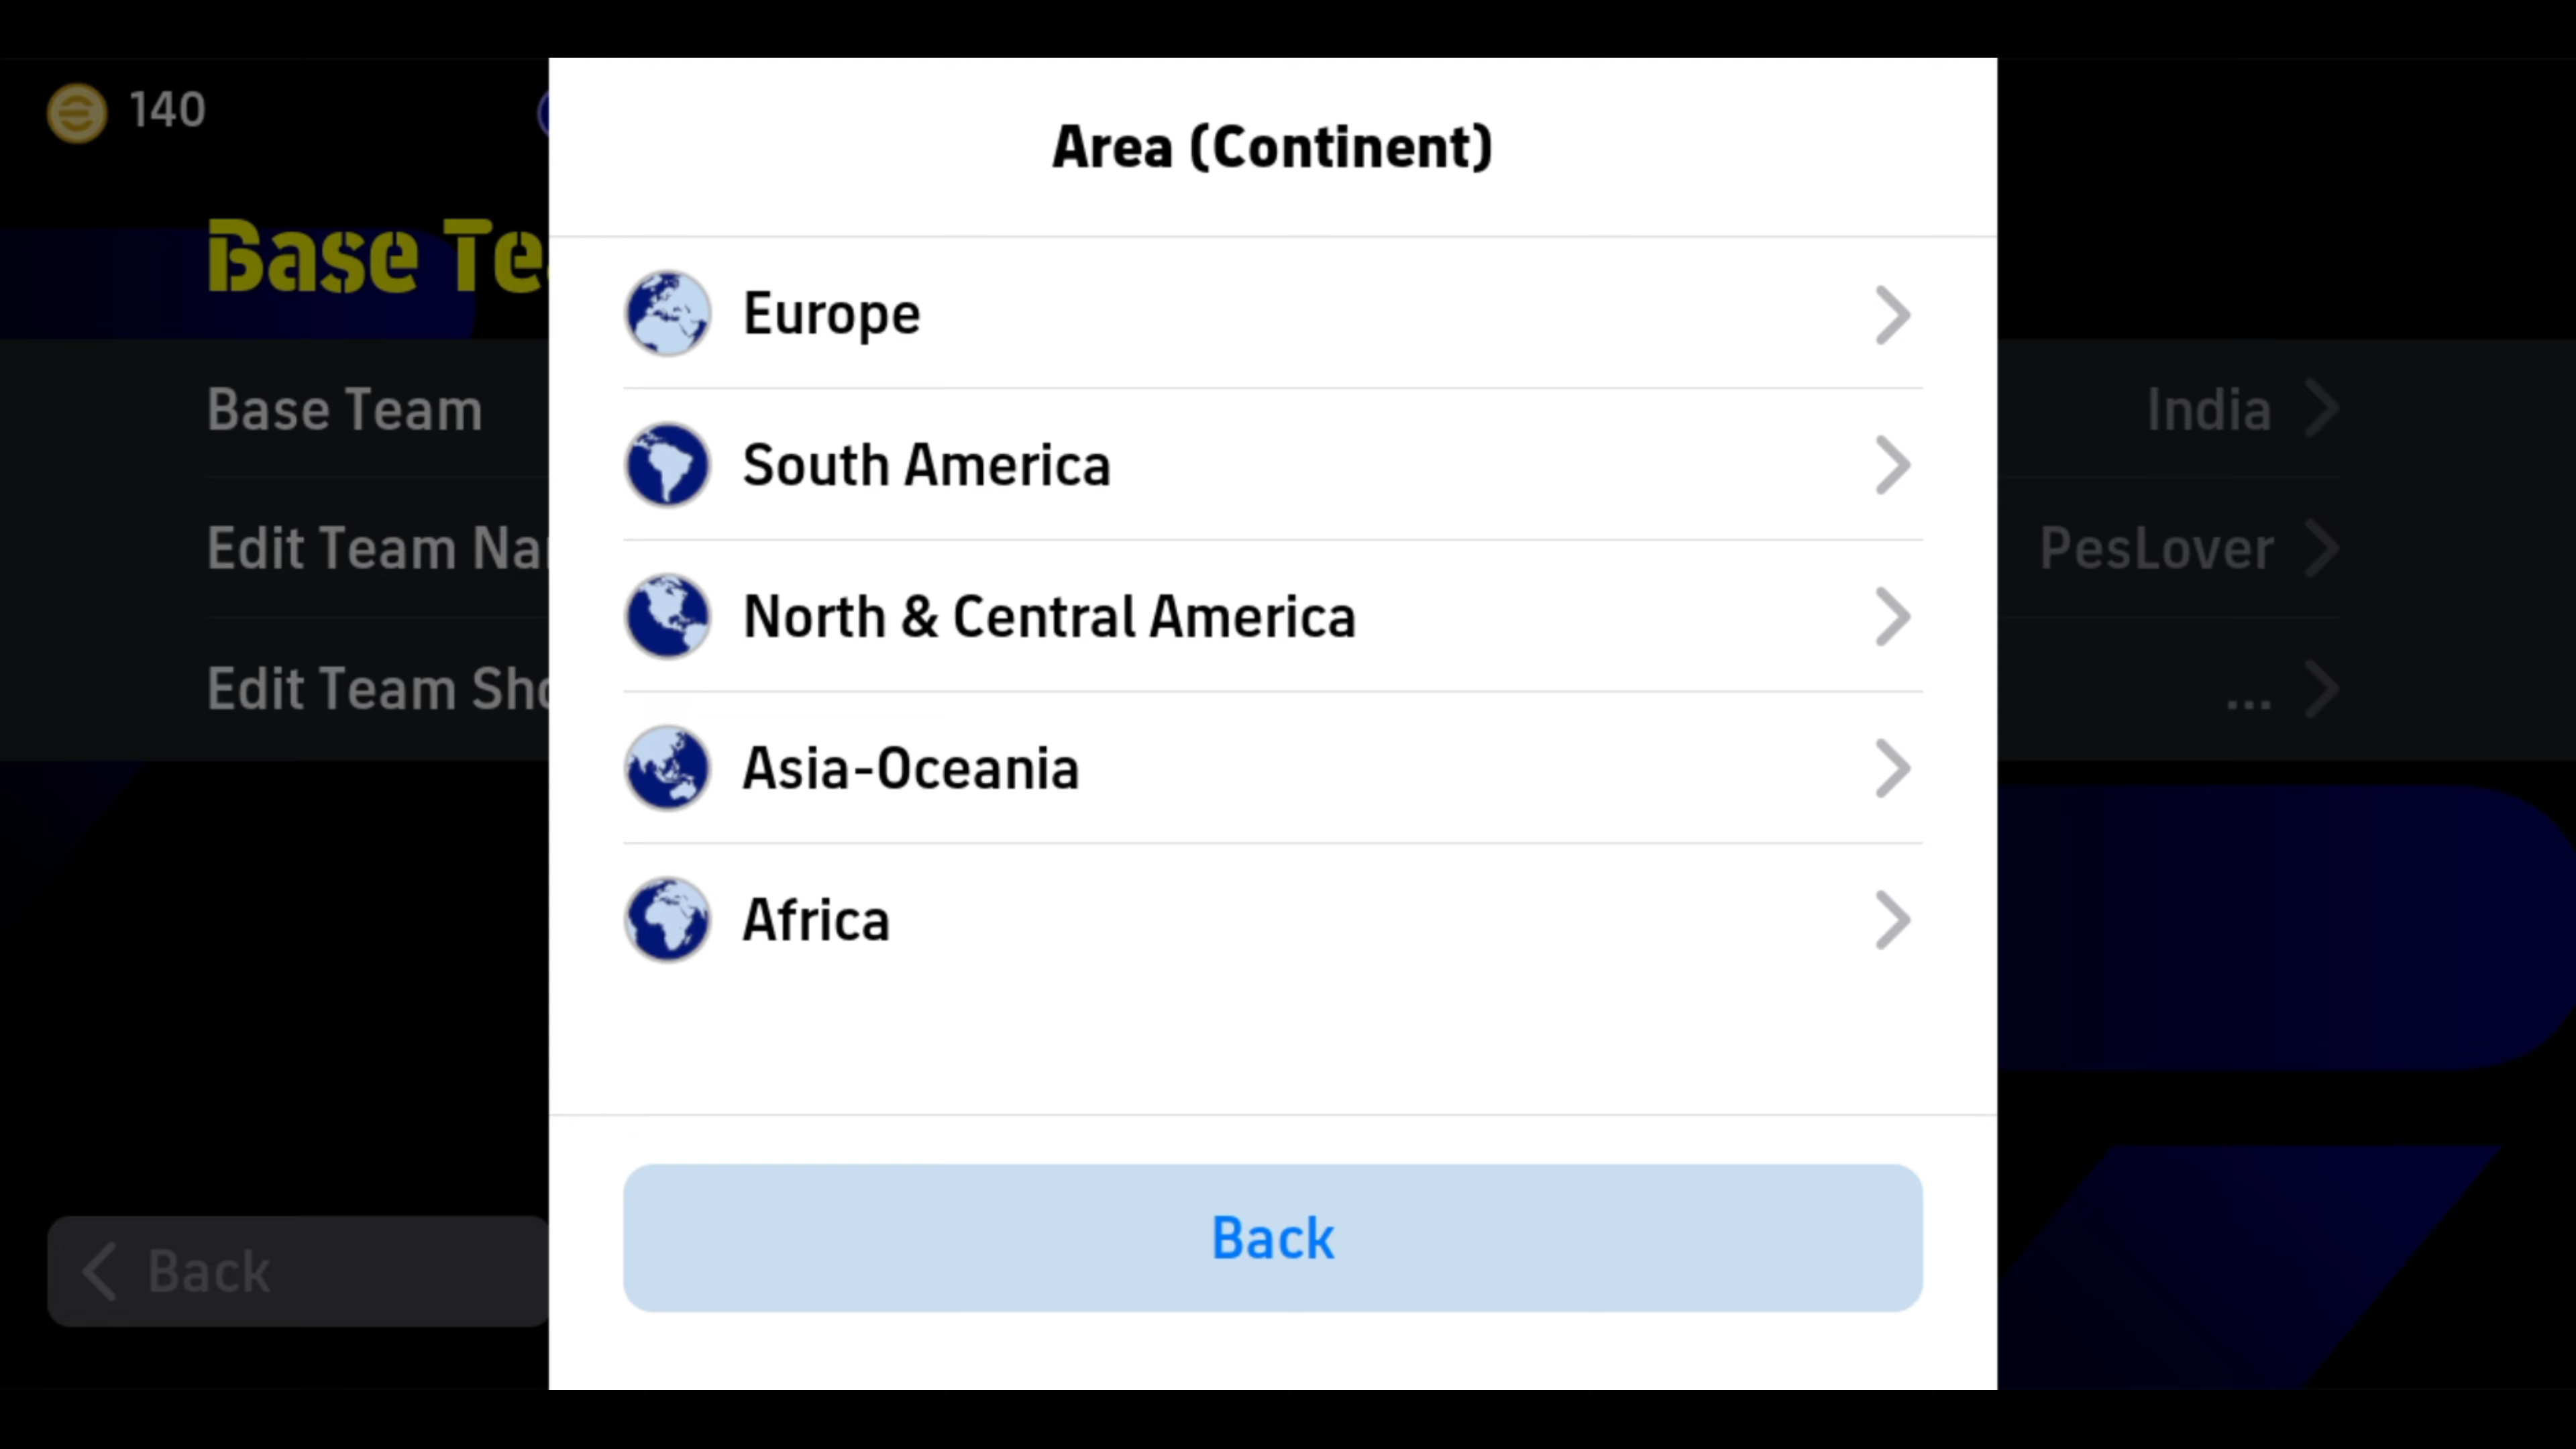 140
Area (Continent)
Base Te
Europe
Base Team
India
South America
Edit Team Na
PesLover
North & Central America
Edit Team Sho
...
Asia-Oceania
Africa
Back
Back